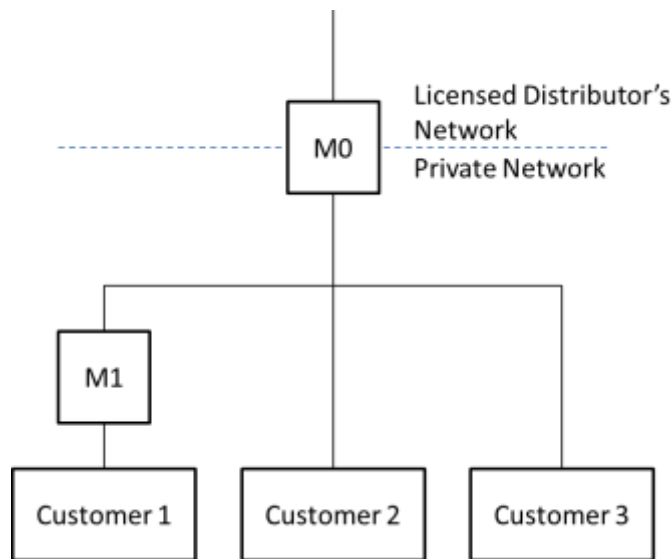 Licensed Distributor's
Network
M0
Private Network
M1
Customer 1
Customer 2
Customer 3